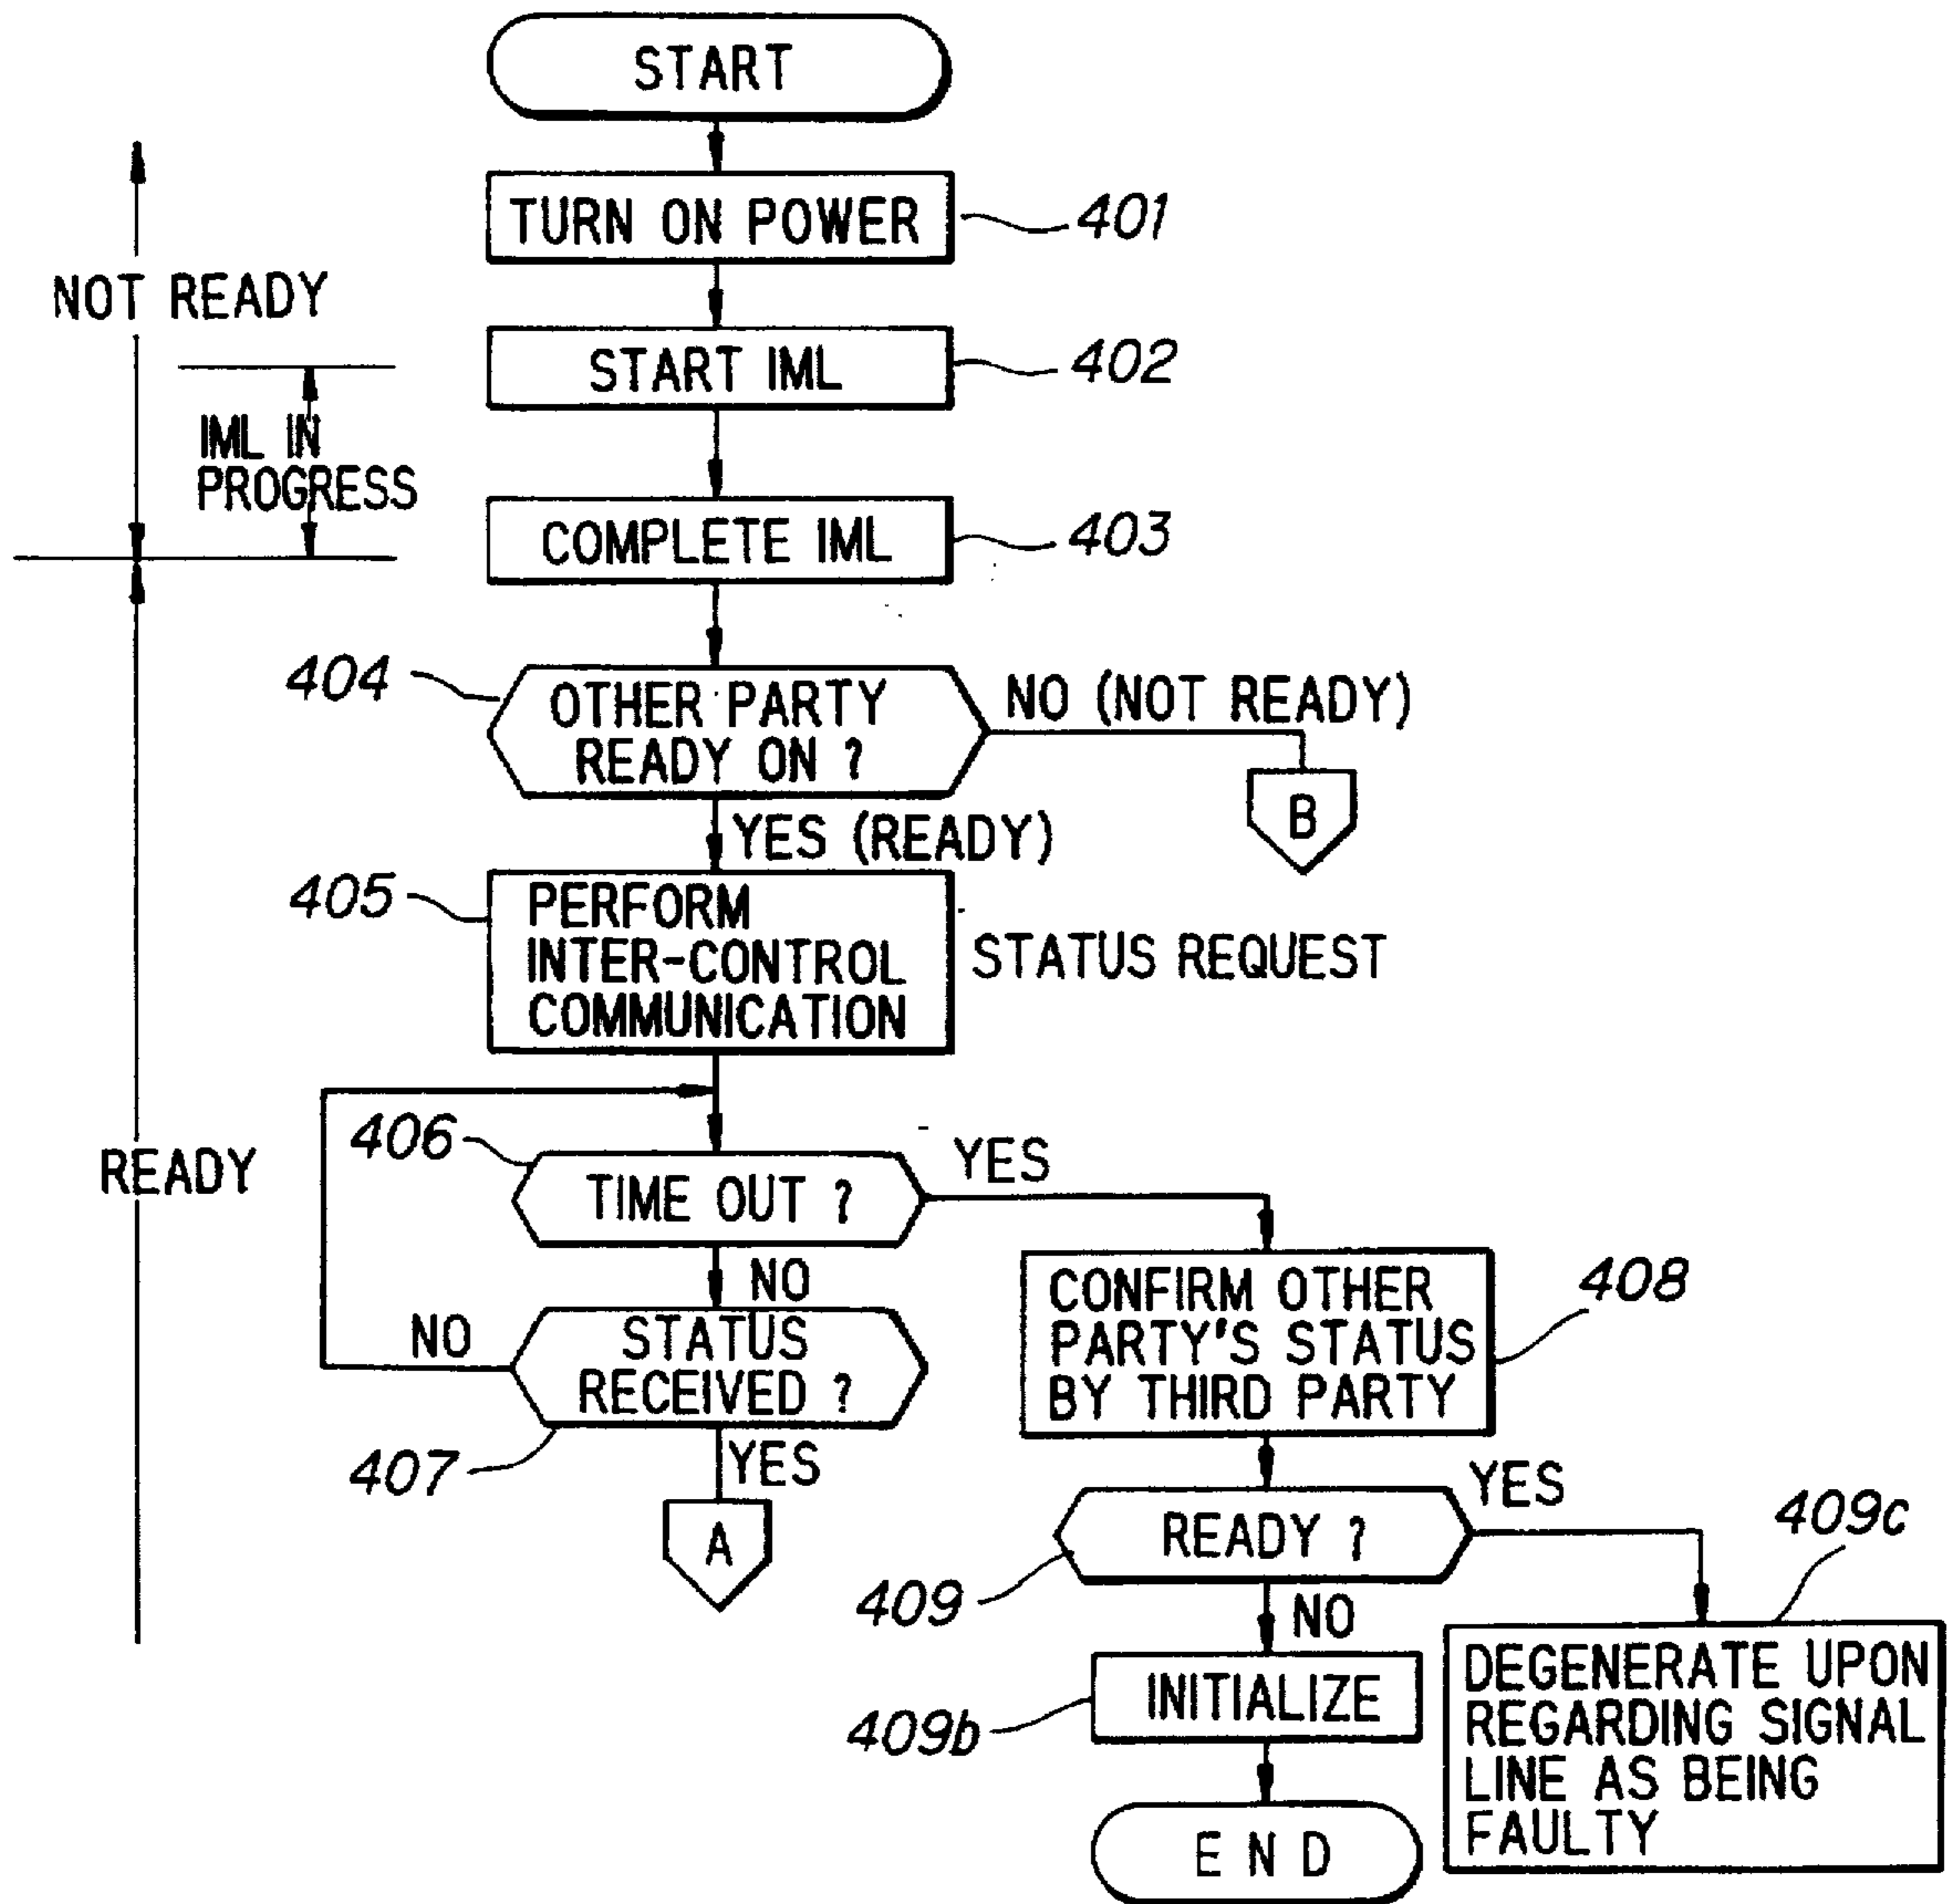 START
TURN ON POWER
401
NOT READY
START IML
402
IML IN
PROGRESS
COMPLETE IML
403
404
OTHER PARTY
READY ON ?
NO (NOT READY)
B
YES (READY)
405
PERFORM
INTER-CONTROL
COMMUNICATION
STATUS REQUEST
406
TIME OUT ?
YES
READY
NO
CONFIRM OTHER
PARTY'S STATUS
BY THIRD PARTY
408
NO
STATUS
RECEIVED ?
407
YES
A
READY ?
YES
409
409c
NO
INITIALIZE
409b
DEGENERATE UPON
REGARDING SIGNAL
LINE AS BEING
FAULTY
END